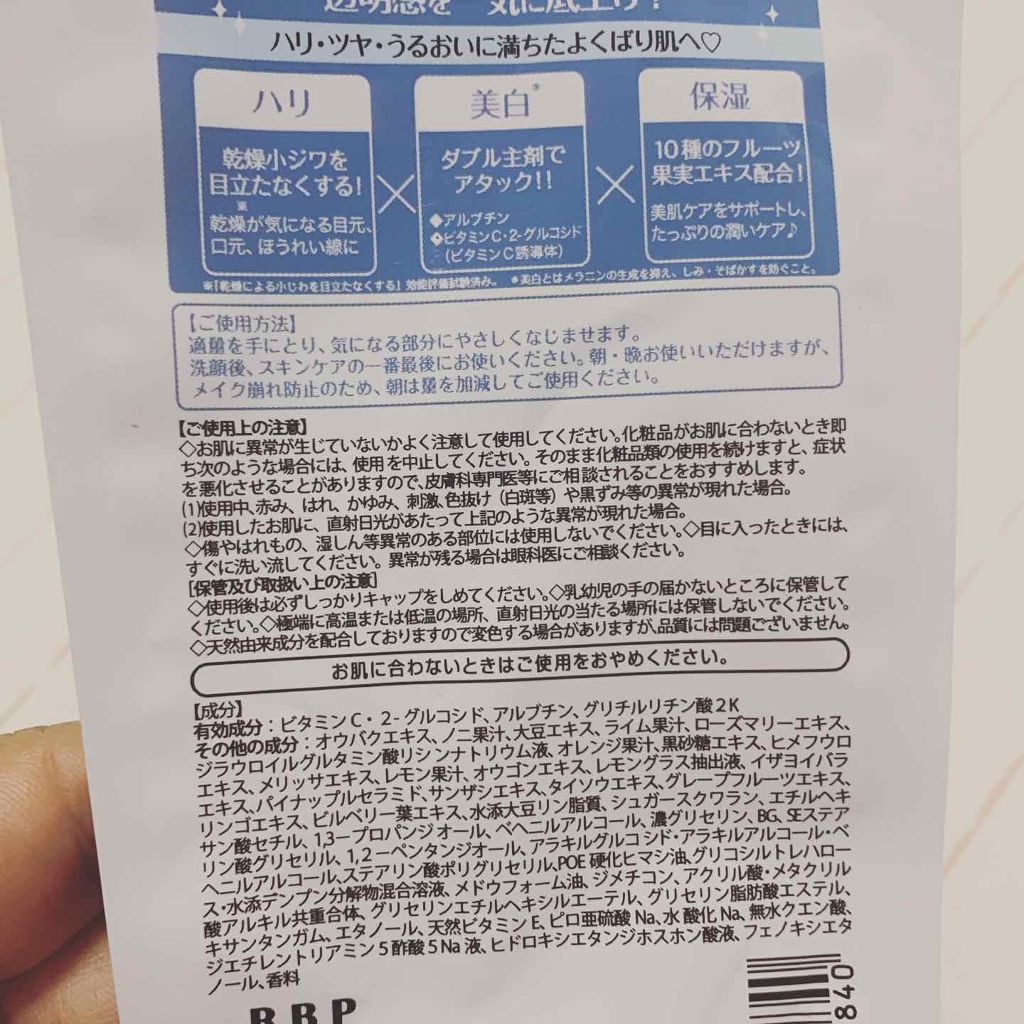 透明感を一気に底上げ!
ハリ・ツヤ・うるおいに満ちたよくばり肌へ♡
ハリ
乾燥小ジワを
目立たなくする!
※
乾燥が気になる目元、
口元、ほうれい線に
×
美白*
ダブル主剤で
アタック!!
◆アルブチン
◆ビタミンC・2-グルコシド
(ビタミンC誘導体)
×
保湿
10種のフルーツ
果実エキス配合!
美肌ケアをサポートし、
たっぷりの潤いケア♪
※「乾燥による小じわを目立たなくする」効能評価試験済み。 *美白とはメラニンの生成を抑え、しみ・そばかすを防ぐこと。
【ご使用方法】
適量を手にとり、気になる部分にやさしくなじませます。
洗顔後、スキンケアの一番最後にお使いください。朝・晩お使いいただけますが、
メイク崩れ防止のため、朝は量を加減してご使用ください。
【ご使用上の注意】
◇お肌に異常が生じていないかよく注意して使用してください。化粧品がお肌に合わないとき即
ち次のような場合には、使用を中止してください。そのまま化粧品類の使用を続けますと、症状
を悪化させることがありますので、皮膚科専門医等にご相談されることをおすすめします。
(1)使用中、赤み、はれ、かゆみ、刺激、色抜け(白斑等)や黒ずみ等の異常が現れた場合。
(2)使用したお肌に、直射日光があたって上記のような異常が現れた場合。
◇傷やはれもの、湿しん等異常のある部位には使用しないでください。◇目に入ったときには、
すぐに洗い流してください。異常が残る場合は眼科医にご相談ください。
[保管及び取扱い上の注意]
◇使用後は必ずしっかりキャップをしめてください。◇乳幼児の手の届かないところに保管して
ください。◇極端に高温または低温の場所、直射日光の当たる場所には保管しないでください。
◇天然由来成分を配合しておりますので変色する場合がありますが、品質には問題ございません。
お肌に合わないときはご使用をおやめください。
【成分】
有効成分:ビタミンC・2-グルコシド、アルブチン、グリチルリチン酸2K
その他の成分:オウバクエキス、ノニ果汁、大豆エキス、ライム果汁、ローズマリーエキス、
ジラウロイルグルタミン酸リシンナトリウム液、オレンジ果汁、黒砂糖エキス、ヒメフウロ
エキス、メリッサエキス、レモン果汁、オウゴンエキス、レモングラス抽出液、イザヨイバラ
エキス、パイナップルセラミド、サンザシエキス、タイソウエキス、グレープフルーツエキス、
リンゴエキス、ビルベリー葉エキス、水添大豆リン脂質、シュガースクワラン、エチルヘキ
サン酸セチル、1,3-プロパンジオール、ベヘニルアルコール、濃グリセリン、BG、SEステア
リン酸グリセリル、1,2-ペンタンジオール、アラキルグルコシド・アラキルアルコール・ベ
ヘニルアルコール、ステアリン酸ポリグリセリル、POE硬化ヒマシ油、グリコシルトレハロー
ス・水添デンプン分解物混合溶液、メドウフォーム油、ジメチコン、アクリル酸・メタクリル
酸アルキル共重合体、グリセリンエチルヘキシルエーテル、グリセリン脂肪酸エステル、
キサンタンガム、エタノール、天然ビタミンE、ピロ亜硫酸Na、水酸化Na、無水クエン酸、
ジエチレントリアミン5酢酸5Na液、ヒドロキシエタンジホスホン酸液、フェノキシエタ
ノール、香料
BBP
840